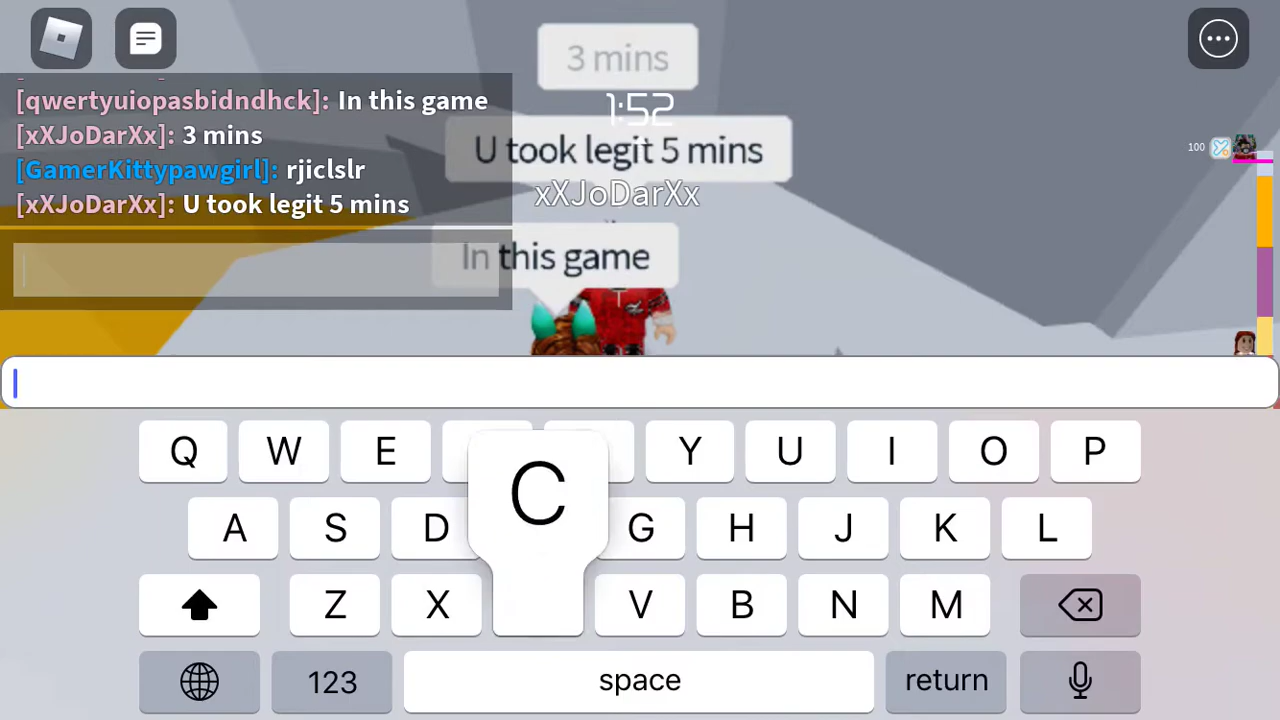 3 mins
1:52
[qwertyuiopasbidndhck]: In this game
[xXJoDarXx]: 3 mins
[GamerKittypawgirl]: rjiclslr
[xXJoDarXx]: U took legit 5 mins
U took legit 5 mins
xXJoDarXx
In this game
100
Q W E Y U I O P
C
A S D G H J K L
Z X V B N M
123 space return